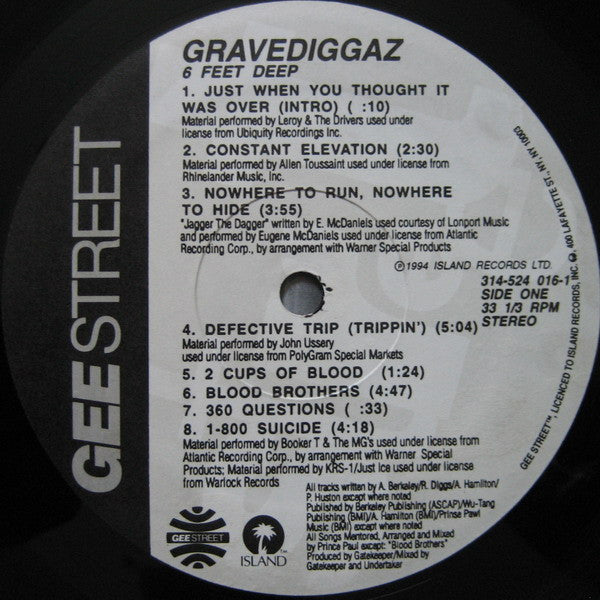 GEE STREET
GRAVEDIGGAZ
6 FEET DEEP
1. JUST WHEN YOU THOUGHT IT
WAS OVER (INTRO) ( :10)
Material performed by Leroy & The Drivers used under
license from Ubiquity Recordings Inc.
2. CONSTANT ELEVATION (2:30)
Material performed by Allen Toussaint used under license from
Rhinelander Music, Inc.
3. NOWHERE TO RUN, NOWHERE
TO HIDE (3:55)
"Jagger The Dagger" written by E. McDaniels used courtesy of Lonport Music
and performed by Eugene McDaniels used under license from Atlantic
Recording Corp., by arrangement with Warner Special Products
℗1994 ISLAND RECORDS LTD.
314-524 016-1
SIDE ONE
33 1/3 RPM
STEREO
4. DEFECTIVE TRIP (TRIPPIN') (5:04)
Material performed by John Ussery
used under license from PolyGram Special Markets
5. 2 CUPS OF BLOOD (1:24)
6. BLOOD BROTHERS (4:47)
7. 360 QUESTIONS ( :33)
8. 1-800 SUICIDE (4:18)
Material performed by Booker T & The MG's used under license from
Atlantic Recording Corp., by arrangement with Warner Special
Products; Material performed by KRS-1/Just Ice used under license
from Warlock Records
All tracks written by A. Berkeley/R. Diggs/A. Hamilton/
P. Huston except where noted
Published by Berkeley Publishing (ASCAP)/Wu-Tang
Publishing (BMI)/A. Hamilton (BMI)/Prinse Pawl
Music (BMI) except where noted
All Songs Mentored, Arranged and Mixed by
Prince Paul except: "Blood Brothers"
Produced by Gatekeeper/Mixed by
Gatekeeper and Undertaker
GEE STREET
ISLAND
GEE STREET™, LICENCED TO ISLAND RECORDS, INC. 400 LAFAYETTE ST., NY, NY 10003